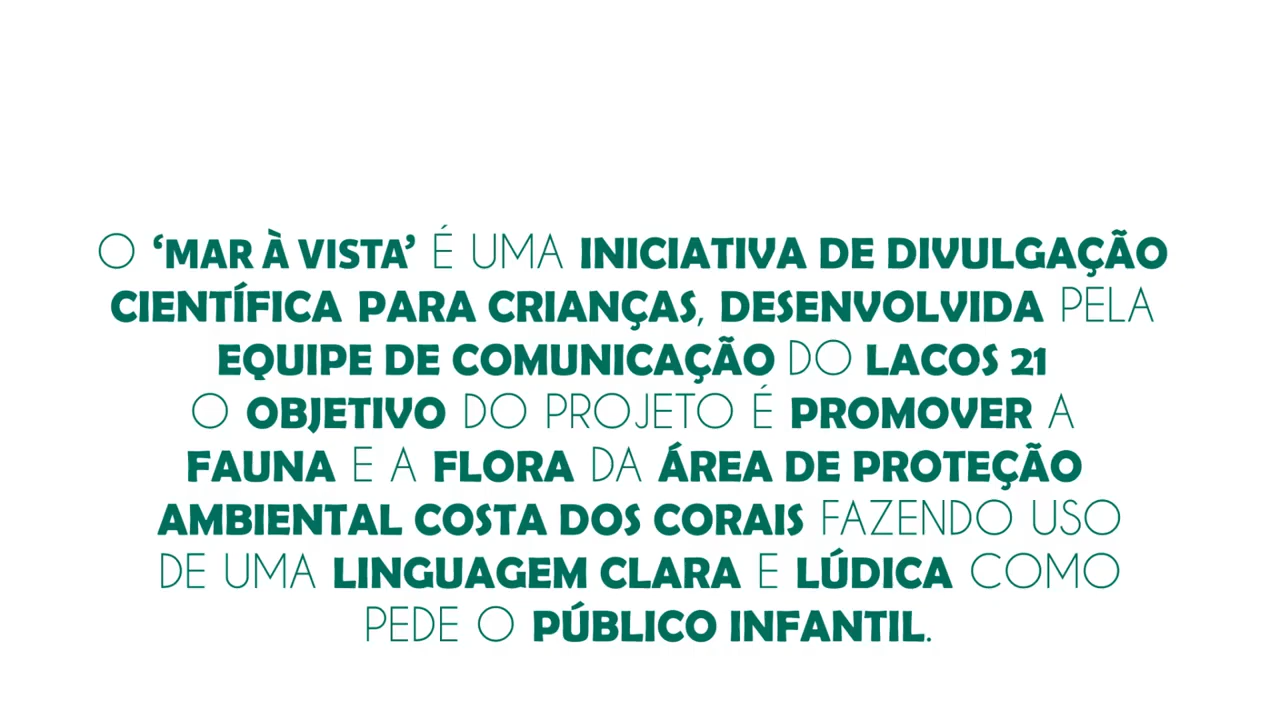 O ‘MAR À VISTA’ É UMA INICIATIVA DE DIVULGAÇÃO
CIENTÍFICA PARA CRIANÇAS, DESENVOLVIDA PELA
EQUIPE DE COMUNICAÇÃO DO LACOS 21
O OBJETIVO DO PROJETO É PROMOVER A
FAUNA E A FLORA DA ÁREA DE PROTEÇÃO
AMBIENTAL COSTA DOS CORAIS FAZENDO USO
DE UMA LINGUAGEM CLARA E LÚDICA COMO
PEDE O PÚBLICO INFANTIL.